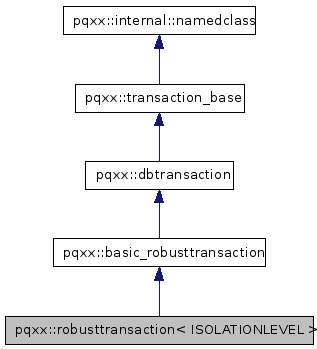 pqxx::internal::namedclass
pqxx::transaction_base
pqxx::dbtransaction
pqxx::basic_robusttransaction
pqxx::robusttransaction< ISOLATIONLEVEL >